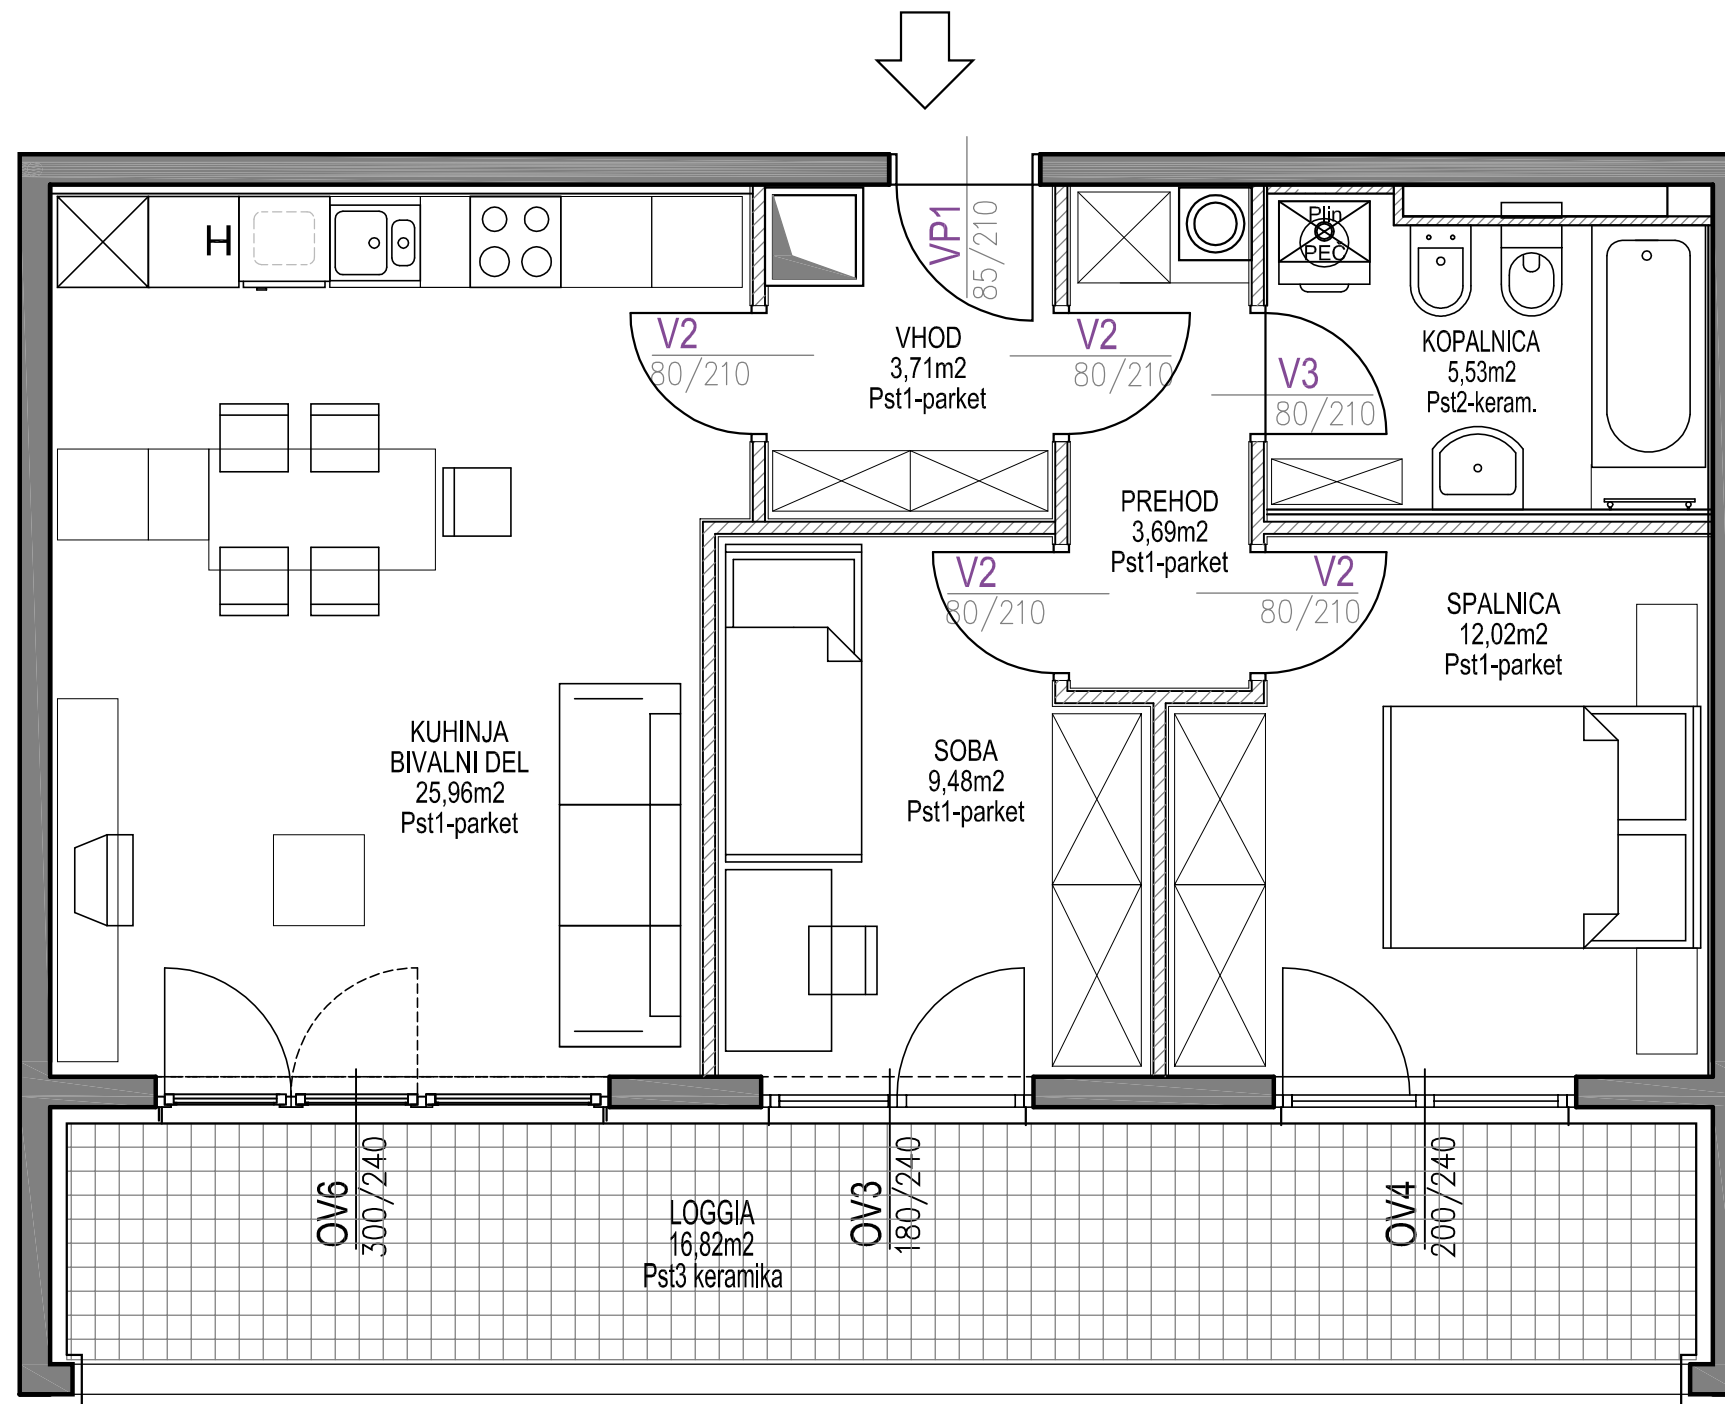 VP1
85/210
H
Plin
PEČ
V2
80/210
VHOD
3,71m2
Pst1-parket
V2
80/210
V3
80/210
KOPALNICA
5,53m2
Pst2-keram.
PREHOD
3,69m2
Pst1-parket
V2
80/210
V2
80/210
SPALNICA
12,02m2
Pst1-parket
KUHINJA
BIVALNI DEL
25,96m2
Pst1-parket
SOBA
9,48m2
Pst1-parket
OV6
300/240
LOGGIA
16,82m2
Pst3 keramika
OV3
180/240
OV4
200/240